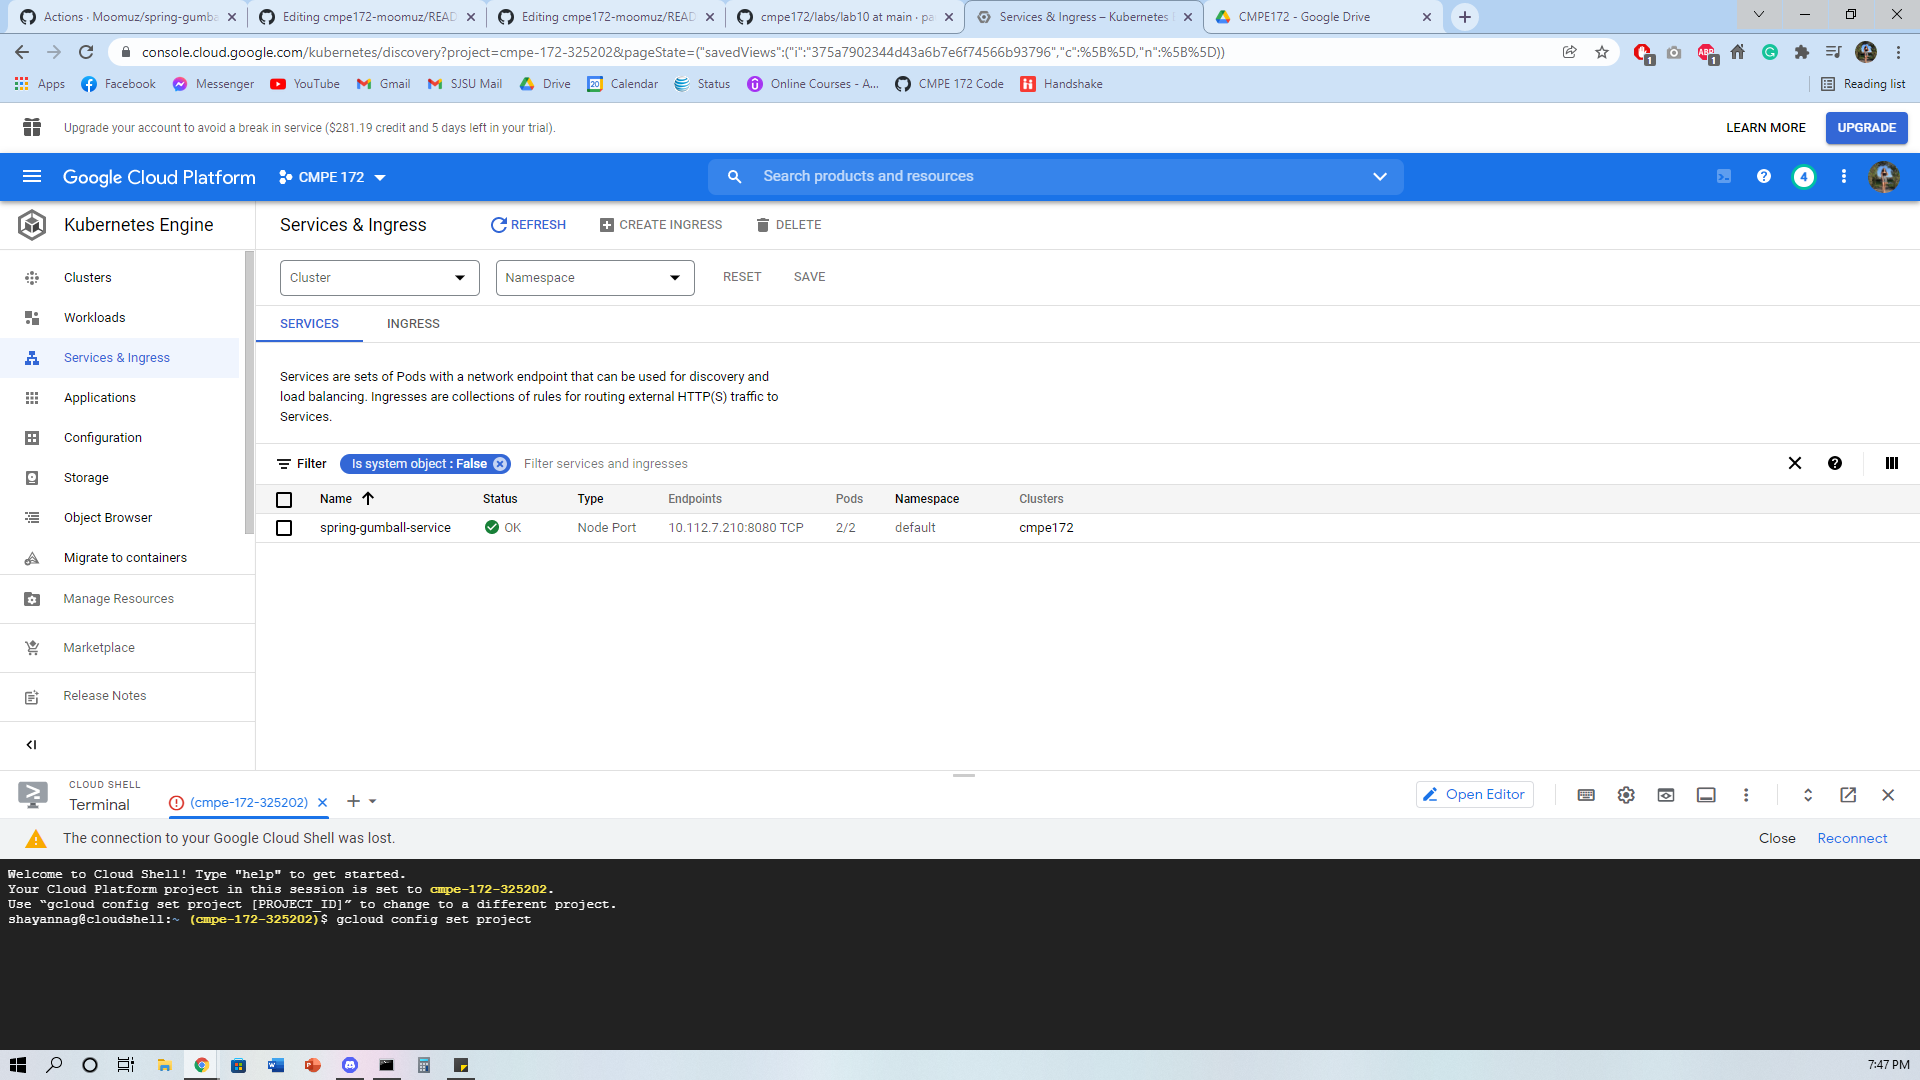 Actions · Moomuz/spring-gumba
Editing cmpe172-moomuz/READ
Editing cmpe172-moomuz/READ
cmpe172/labs/lab10 at main · pa
Services & Ingress – Kubernetes
CMPE172 - Google Drive
console.cloud.google.com/kubernetes/discovery?project=cmpe-172-325202&pageState=("savedViews":("i":"375a7902344d43a6b7e6f74566b93796","c":%5B%5D,"n":%5B%5D))
1
ABP
1
Apps
Facebook
Messenger
YouTube
Gmail
SJSU Mail
Drive
20
Calendar
Status
Online Courses - A...
CMPE 172 Code
Handshake
Reading list
Upgrade your account to avoid a break in service ($281.19 credit and 5 days left in your trial).
LEARN MORE
UPGRADE
Google Cloud Platform
CMPE 172
Search products and resources
4
Kubernetes Engine
Services & Ingress
REFRESH
CREATE INGRESS
DELETE
Clusters
Workloads
Services & Ingress
Applications
Configuration
Storage
Object Browser
Migrate to containers
Manage Resources
Marketplace
Release Notes
Cluster
Namespace
RESET
SAVE
SERVICES
INGRESS
Services are sets of Pods with a network endpoint that can be used for discovery and
load balancing. Ingresses are collections of rules for routing external HTTP(S) traffic to
Services.
Filter
Is system object : False
Filter services and ingresses
Name
Status
Type
Endpoints
Pods
Namespace
Clusters
spring-gumball-service
OK
Node Port
10.112.7.210:8080 TCP
2/2
default
cmpe172
CLOUD SHELL
Terminal
(cmpe-172-325202)
Open Editor
The connection to your Google Cloud Shell was lost.
Close
Reconnect
Welcome to Cloud Shell! Type "help" to get started.
Your Cloud Platform project in this session is set to cmpe-172-325202.
Use “gcloud config set project [PROJECT_ID]” to change to a different project.
shayannag@cloudshell:~ (cmpe-172-325202)$ gcloud config set project
7:47 PM